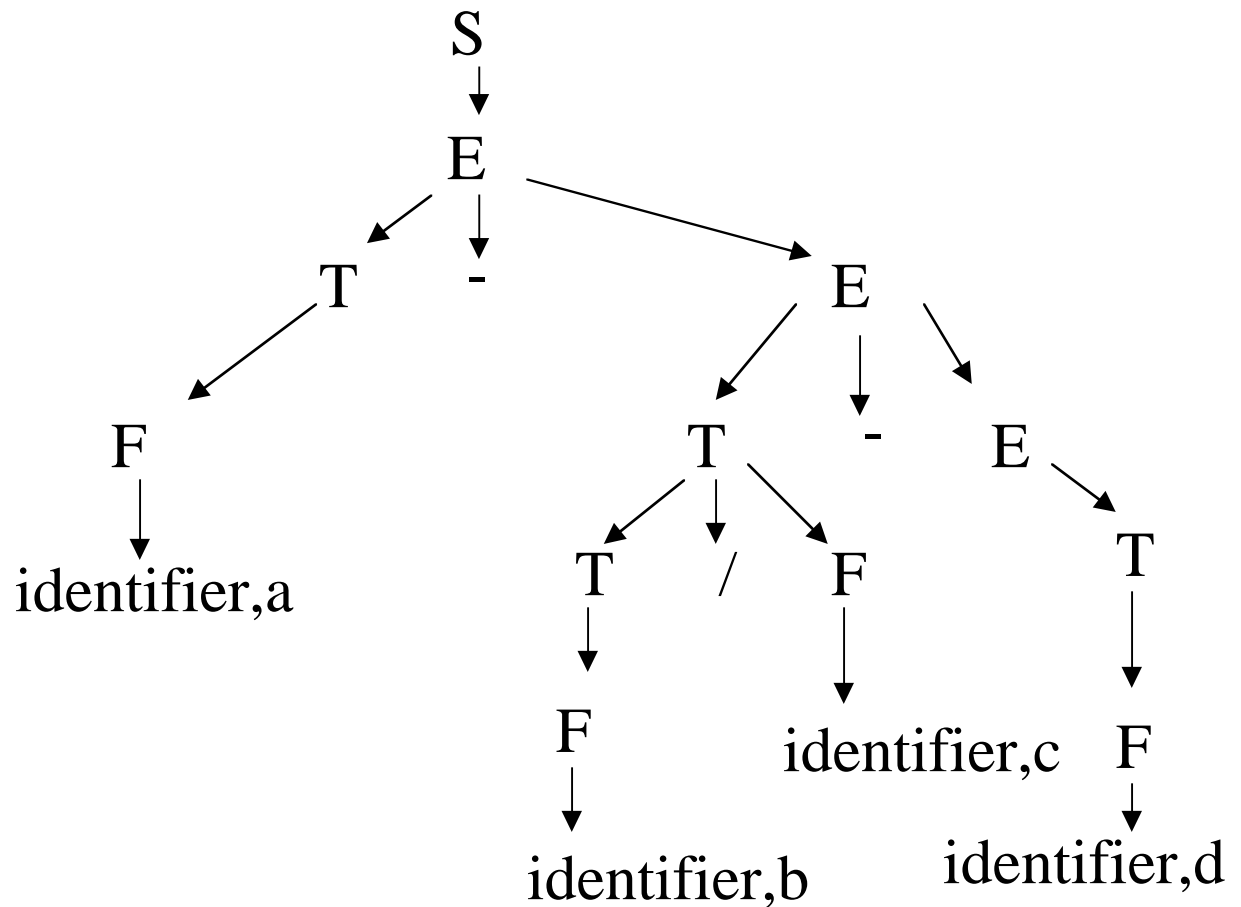 S
E
T - E
F T - E
T / F T
identifier,a
F identifier,c F
identifier,b identifier,d